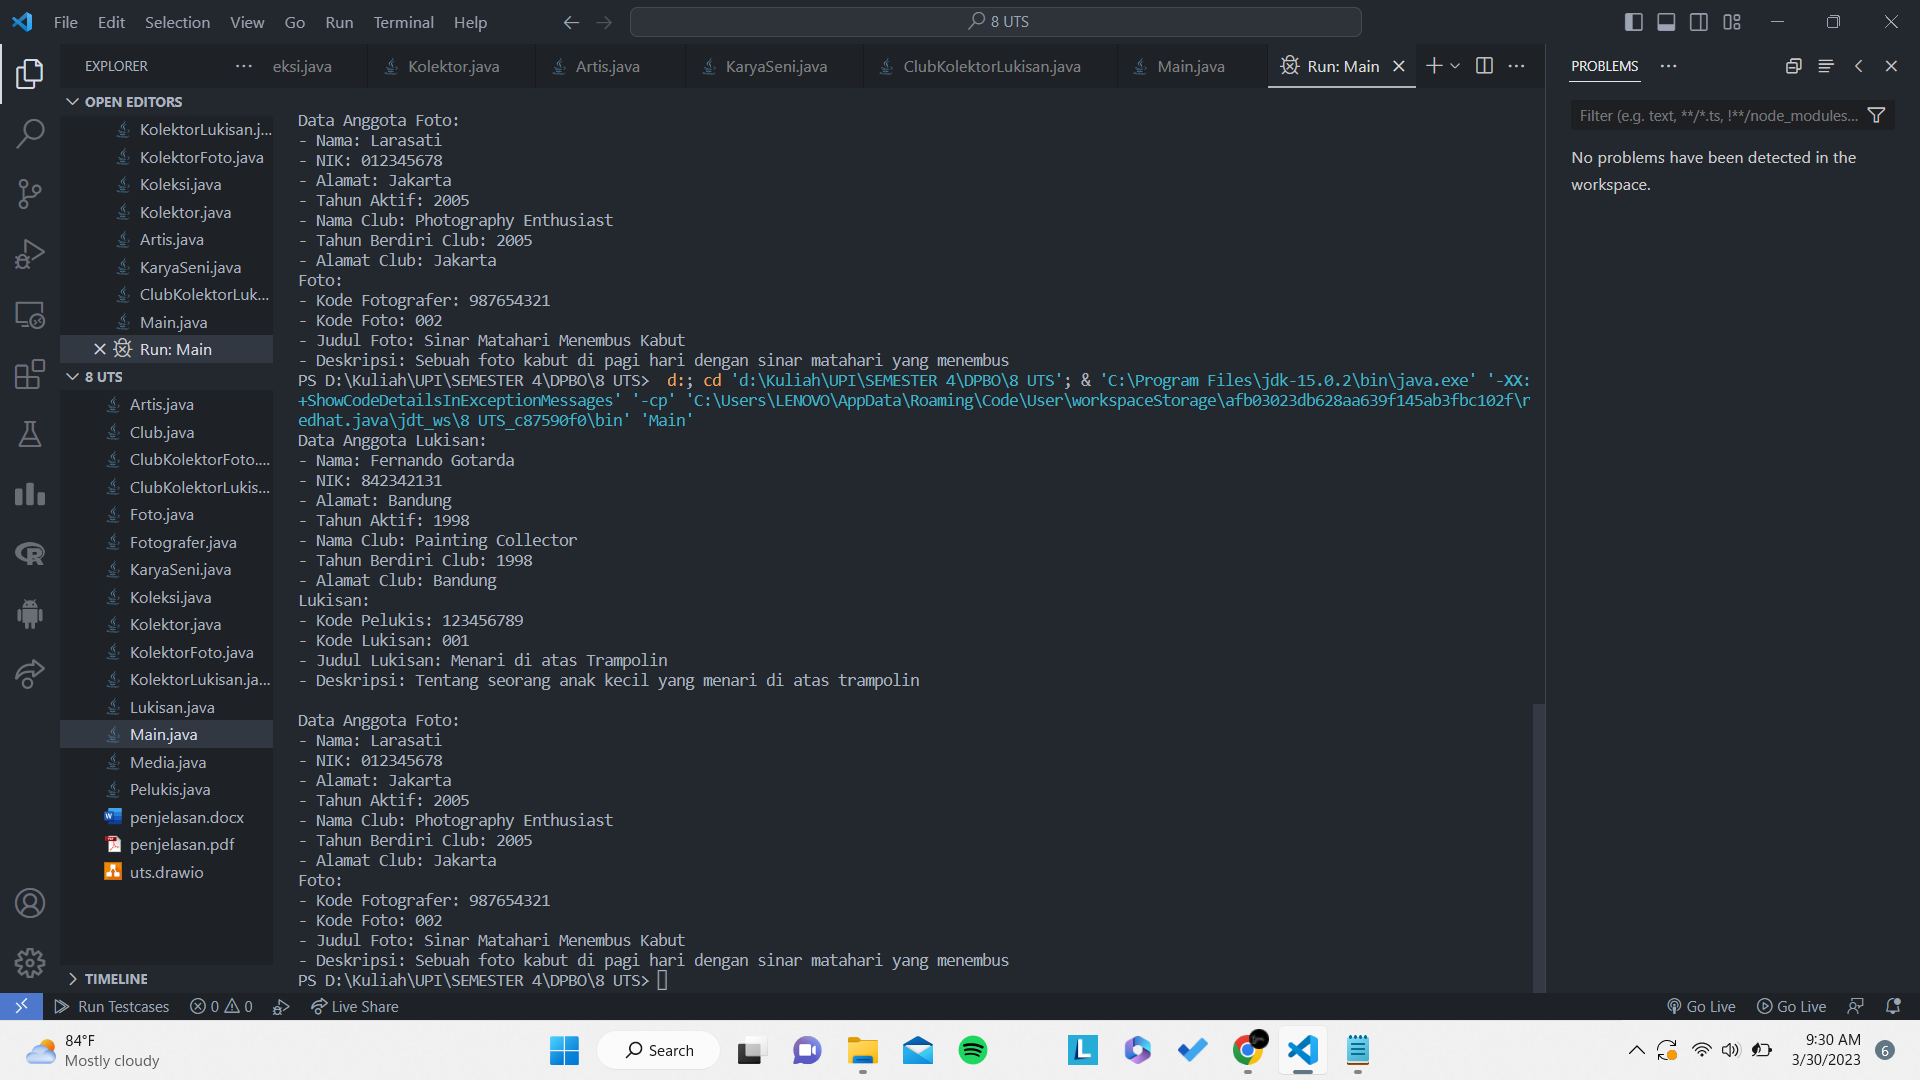 File Edit Selection View Go Run Terminal Help
8 UTS
EXPLORER
eksi.java Kolektor.java Artis.java KaryaSeni.java ClubKolektorLukisan.java Main.java Run: Main
PROBLEMS
OPEN EDITORS
KolektorLukisan.j...
KolektorFoto.java
Koleksi.java
Kolektor.java
Artis.java
KaryaSeni.java
ClubKolektorLuk...
Main.java
Run: Main
8 UTS
Artis.java
Club.java
ClubKolektorFoto....
ClubKolektorLukis...
Foto.java
Fotografer.java
KaryaSeni.java
Koleksi.java
Kolektor.java
KolektorFoto.java
KolektorLukisan.ja...
Lukisan.java
Main.java
Media.java
Pelukis.java
penjelasan.docx
penjelasan.pdf
uts.drawio
TIMELINE
Data Anggota Foto:
- Nama: Larasati
- NIK: 012345678
- Alamat: Jakarta
- Tahun Aktif: 2005
- Nama Club: Photography Enthusiast
- Tahun Berdiri Club: 2005
- Alamat Club: Jakarta
Foto:
- Kode Fotografer: 987654321
- Kode Foto: 002
- Judul Foto: Sinar Matahari Menembus Kabut
- Deskripsi: Sebuah foto kabut di pagi hari dengan sinar matahari yang menembus
PS D:\Kuliah\UPI\SEMESTER 4\DPBO\8 UTS>  d:; cd 'd:\Kuliah\UPI\SEMESTER 4\DPBO\8 UTS'; & 'C:\Program Files\jdk-15.0.2\bin\java.exe' '-XX:
+ShowCodeDetailsInExceptionMessages' '-cp' 'C:\Users\LENOVO\AppData\Roaming\Code\User\workspaceStorage\afb03023db628aa639f145ab3fbc102f\r
edhat.java\jdt_ws\8 UTS_c87590f0\bin' 'Main'
Data Anggota Lukisan:
- Nama: Fernando Gotarda
- NIK: 842342131
- Alamat: Bandung
- Tahun Aktif: 1998
- Nama Club: Painting Collector
- Tahun Berdiri Club: 1998
- Alamat Club: Bandung
Lukisan:
- Kode Pelukis: 123456789
- Kode Lukisan: 001
- Judul Lukisan: Menari di atas Trampolin
- Deskripsi: Tentang seorang anak kecil yang menari di atas trampolin
Data Anggota Foto:
- Nama: Larasati
- NIK: 012345678
- Alamat: Jakarta
- Tahun Aktif: 2005
- Nama Club: Photography Enthusiast
- Tahun Berdiri Club: 2005
- Alamat Club: Jakarta
Foto:
- Kode Fotografer: 987654321
- Kode Foto: 002
- Judul Foto: Sinar Matahari Menembus Kabut
- Deskripsi: Sebuah foto kabut di pagi hari dengan sinar matahari yang menembus
PS D:\Kuliah\UPI\SEMESTER 4\DPBO\8 UTS>
Filter (e.g. text, **/*.ts, !**/node_modules...
No problems have been detected in the
workspace.
Run Testcases 0 0 Live Share Go Live Go Live
84°F
Mostly cloudy
Search
9:30 AM
3/30/2023
6